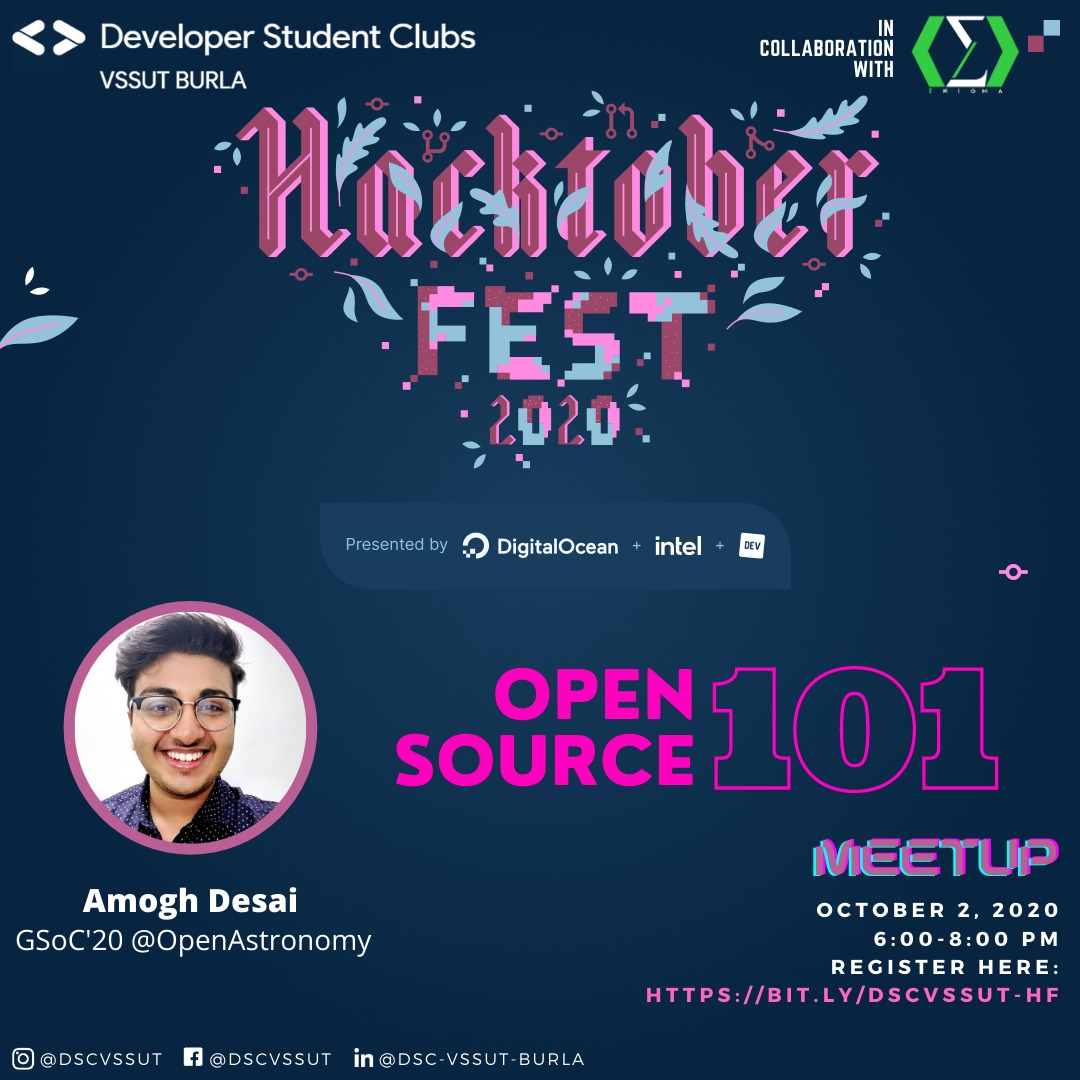 Developer Student Clubs
VSSUT BURLA
IN
COLLABORATION
WITH
ENIGMA
Hacktober
FEST
2020
Presented by DigitalOcean + intel + DEV
OPEN
SOURCE 101
MEETUP
Amogh Desai
GSoC'20 @OpenAstronomy
OCTOBER 2, 2020
6:00-8:00 PM
REGISTER HERE:
HTTPS://BIT.LY/DSCVSSUT-HF
@DSCVSSUT @DSCVSSUT in @DSC-VSSUT-BURLA